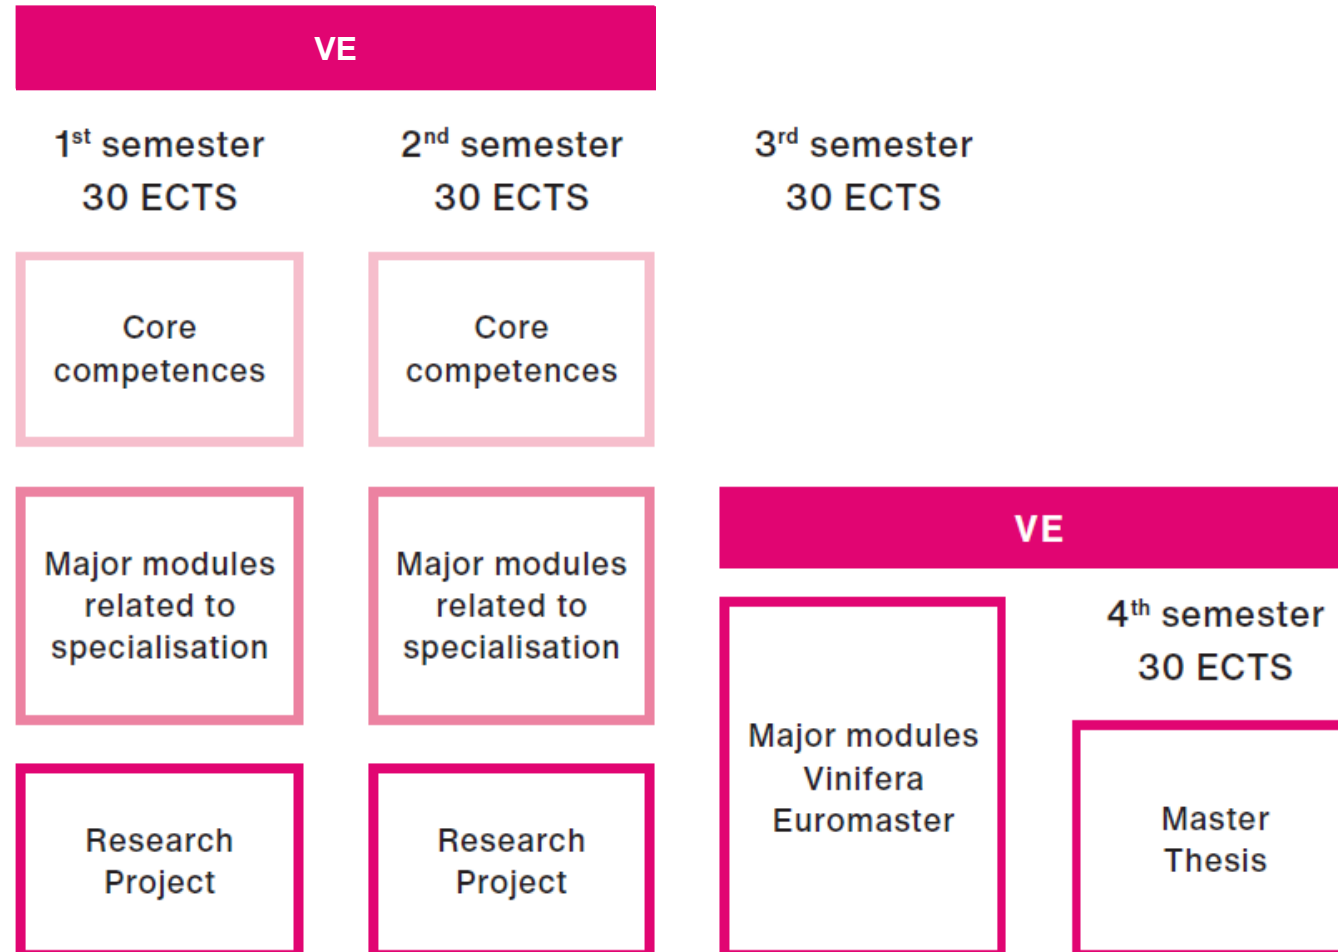 VE
1st semester
30 ECTS
2nd semester
30 ECTS
3rd semester
30 ECTS
Core
competences
Core
competences
Major modules
related to
specialisation
Major modules
related to
specialisation
Research
Project
Research
Project
VE
Major modules
Vinifera
Euromaster
4th semester
30 ECTS
Master
Thesis